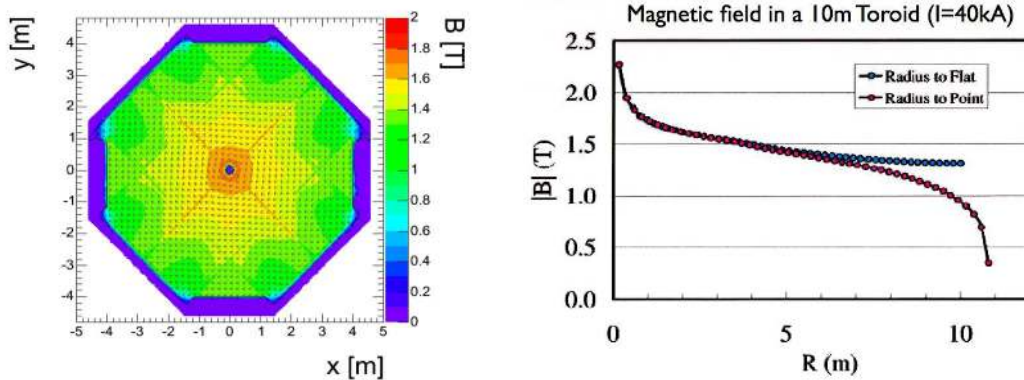 y [m]
4
3
2
1
0
-1
-2
-3
-4
-5 -4 -3 -2 -1 0 1 2 3 4 5
x [m]
B [T]
2
1.8
1.6
1.4
1.2
1
0.8
0.6
0.4
0.2
0
Magnetic field in a 10m Toroid (I=40kA)
|B| (T)
2.5
2.0
1.5
1.0
0.5
0.0
Radius to Flat
Radius to Point
0 5 10
R (m)